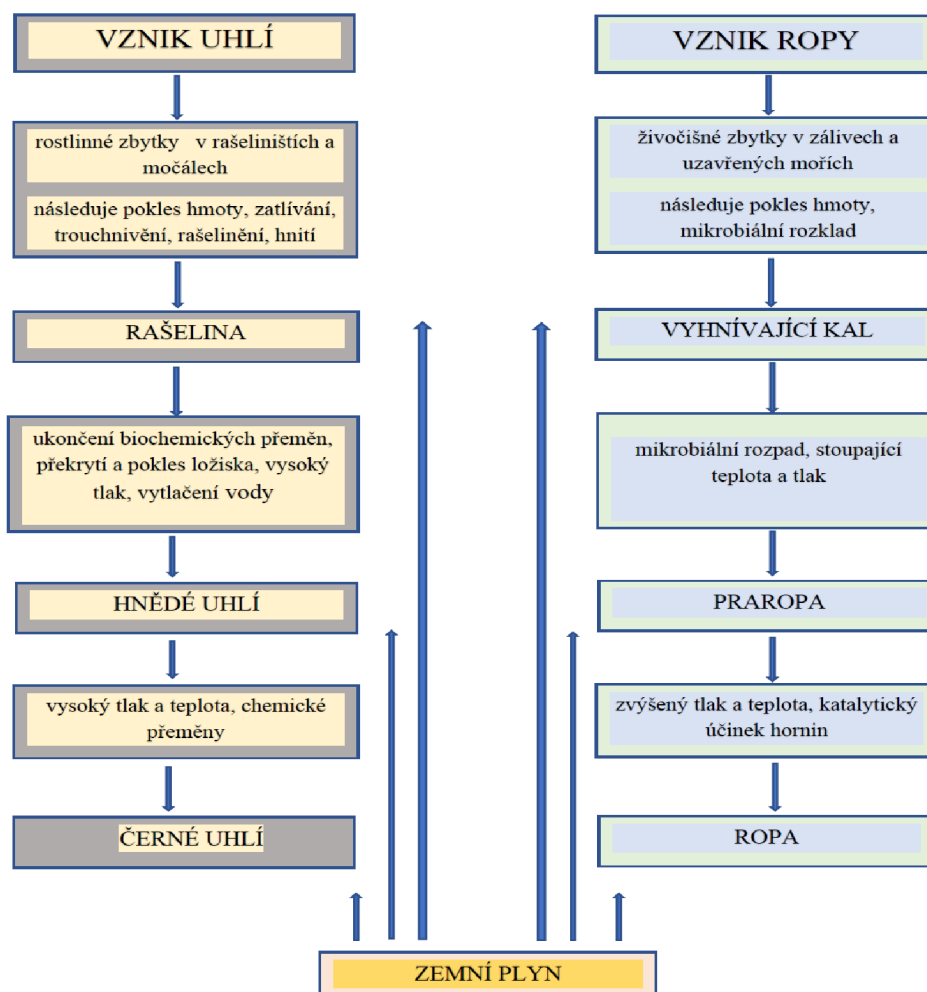 VZNIK UHLÍ
rostlinné zbytky v rašeliništích a
močálech
následuje pokles hmoty, zatlívání,
trouchnivění, rašelinění, hnití
RAŠELINA
ukončení biochemických přeměn,
překrytí a pokles ložiska, vysoký
tlak, vytlačení vody
HNĚDÉ UHLÍ
vysoký tlak a teplota, chemické
přeměny
ČERNÉ UHLÍ
VZNIK ROPY
živočišné zbytky v zálivech a
uzavřených mořích
následuje pokles hmoty,
mikrobiální rozklad
VYHNÍVAJÍCÍ KAL
mikrobiální rozpad, stoupající
teplota a tlak
PRAROPA
zvýšený tlak a teplota, katalytický
účinek hornin
ROPA
ZEMNÍ PLYN